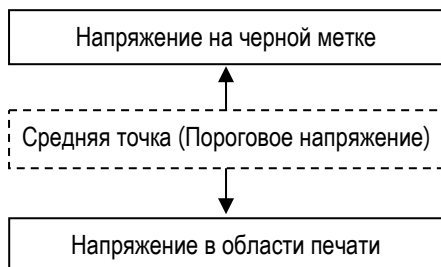 Напряжение на черной метке
Средняя точка (Пороговое напряжение)
Напряжение в области печати